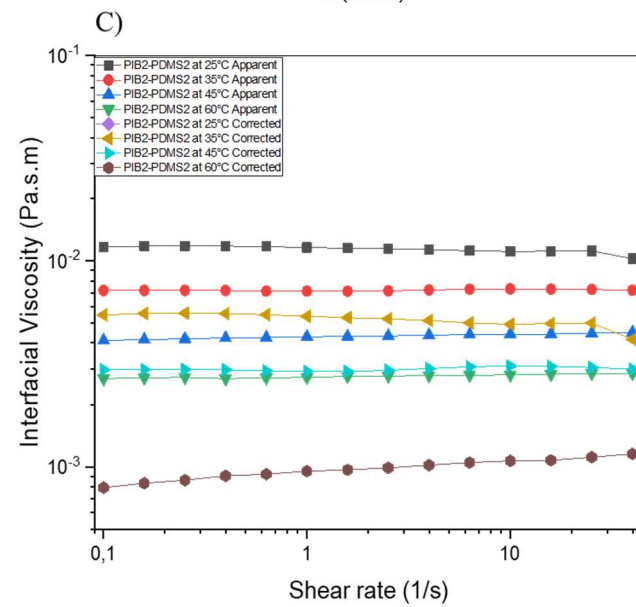 C)
10-1
PIB2-PDMS2 at 25°C Apparent
PIB2-PDMS2 at 35°C Apparent
PIB2-PDMS2 at 45°C Apparent
PIB2-PDMS2 at 60°C Apparent
PIB2-PDMS2 at 25°C Corrected
PIB2-PDMS2 at 35°C Corrected
PIB2-PDMS2 at 45°C Corrected
PIB2-PDMS2 at 60°C Corrected
Interfacial Viscosity (Pa.s.m)
10-2
10-3
0,1 1 10
Shear rate (1/s)